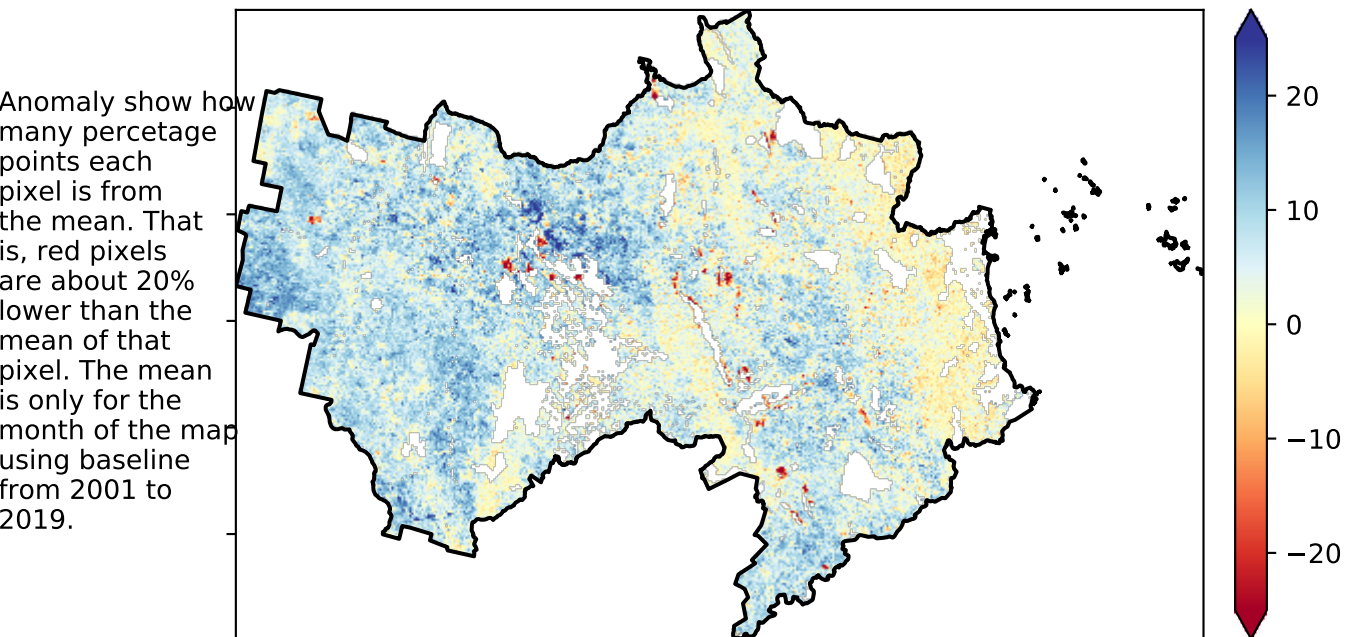 Anomaly show how
many percetage
points each
pixel is from
the mean. That
is, red pixels
are about 20%
lower than the
mean of that
pixel. The mean
is only for the
month of the map
using baseline
from 2001 to
2019.
20
10
0
−10
−20